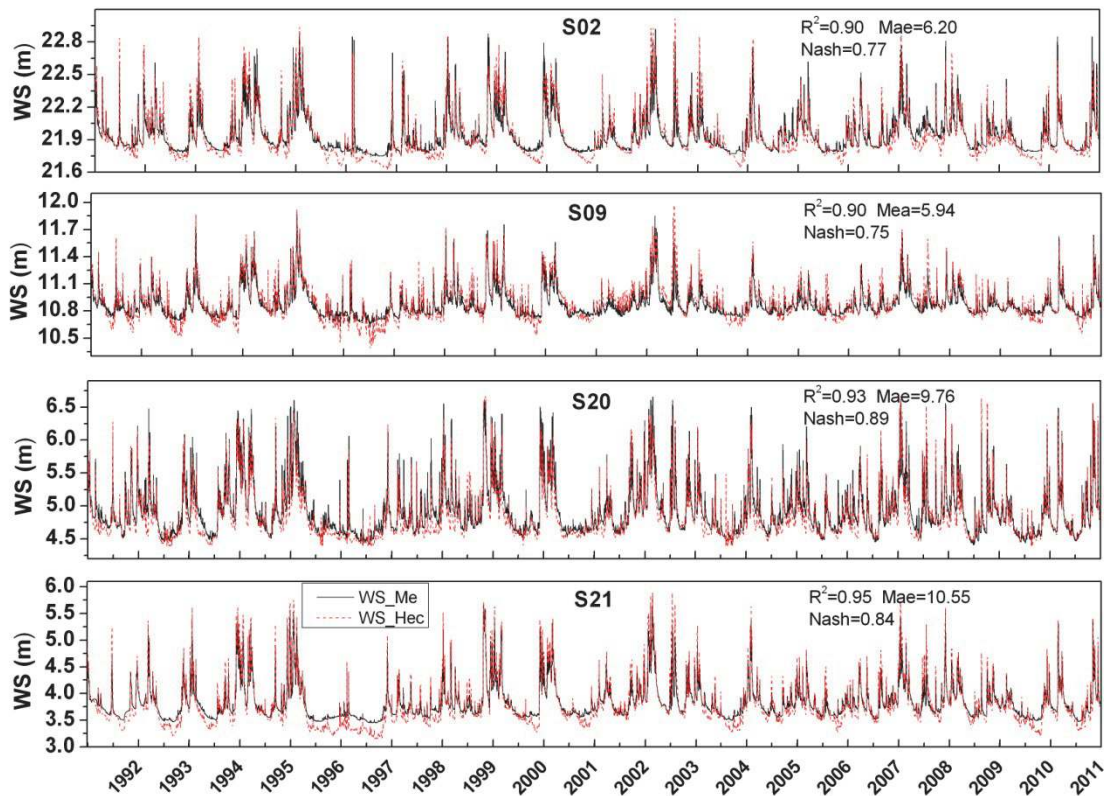 S02
R²=0.90 Mae=6.20
Nash=0.77
WS (m)
22.8
22.5
22.2
21.9
21.6
S09
R²=0.90 Mea=5.94
Nash=0.75
WS (m)
12.0
11.7
11.4
11.1
10.8
10.5
S20
R²=0.93 Mae=9.76
Nash=0.89
WS (m)
6.5
6.0
5.5
5.0
4.5
S21
WS_Me
WS_Hec
R²=0.95 Mae=10.55
Nash=0.84
WS (m)
6.0
5.5
5.0
4.5
4.0
3.5
3.0
1992 1993 1994 1995 1996 1997 1998 1999 2000 2001 2002 2003 2004 2005 2006 2007 2008 2009 2010 2011